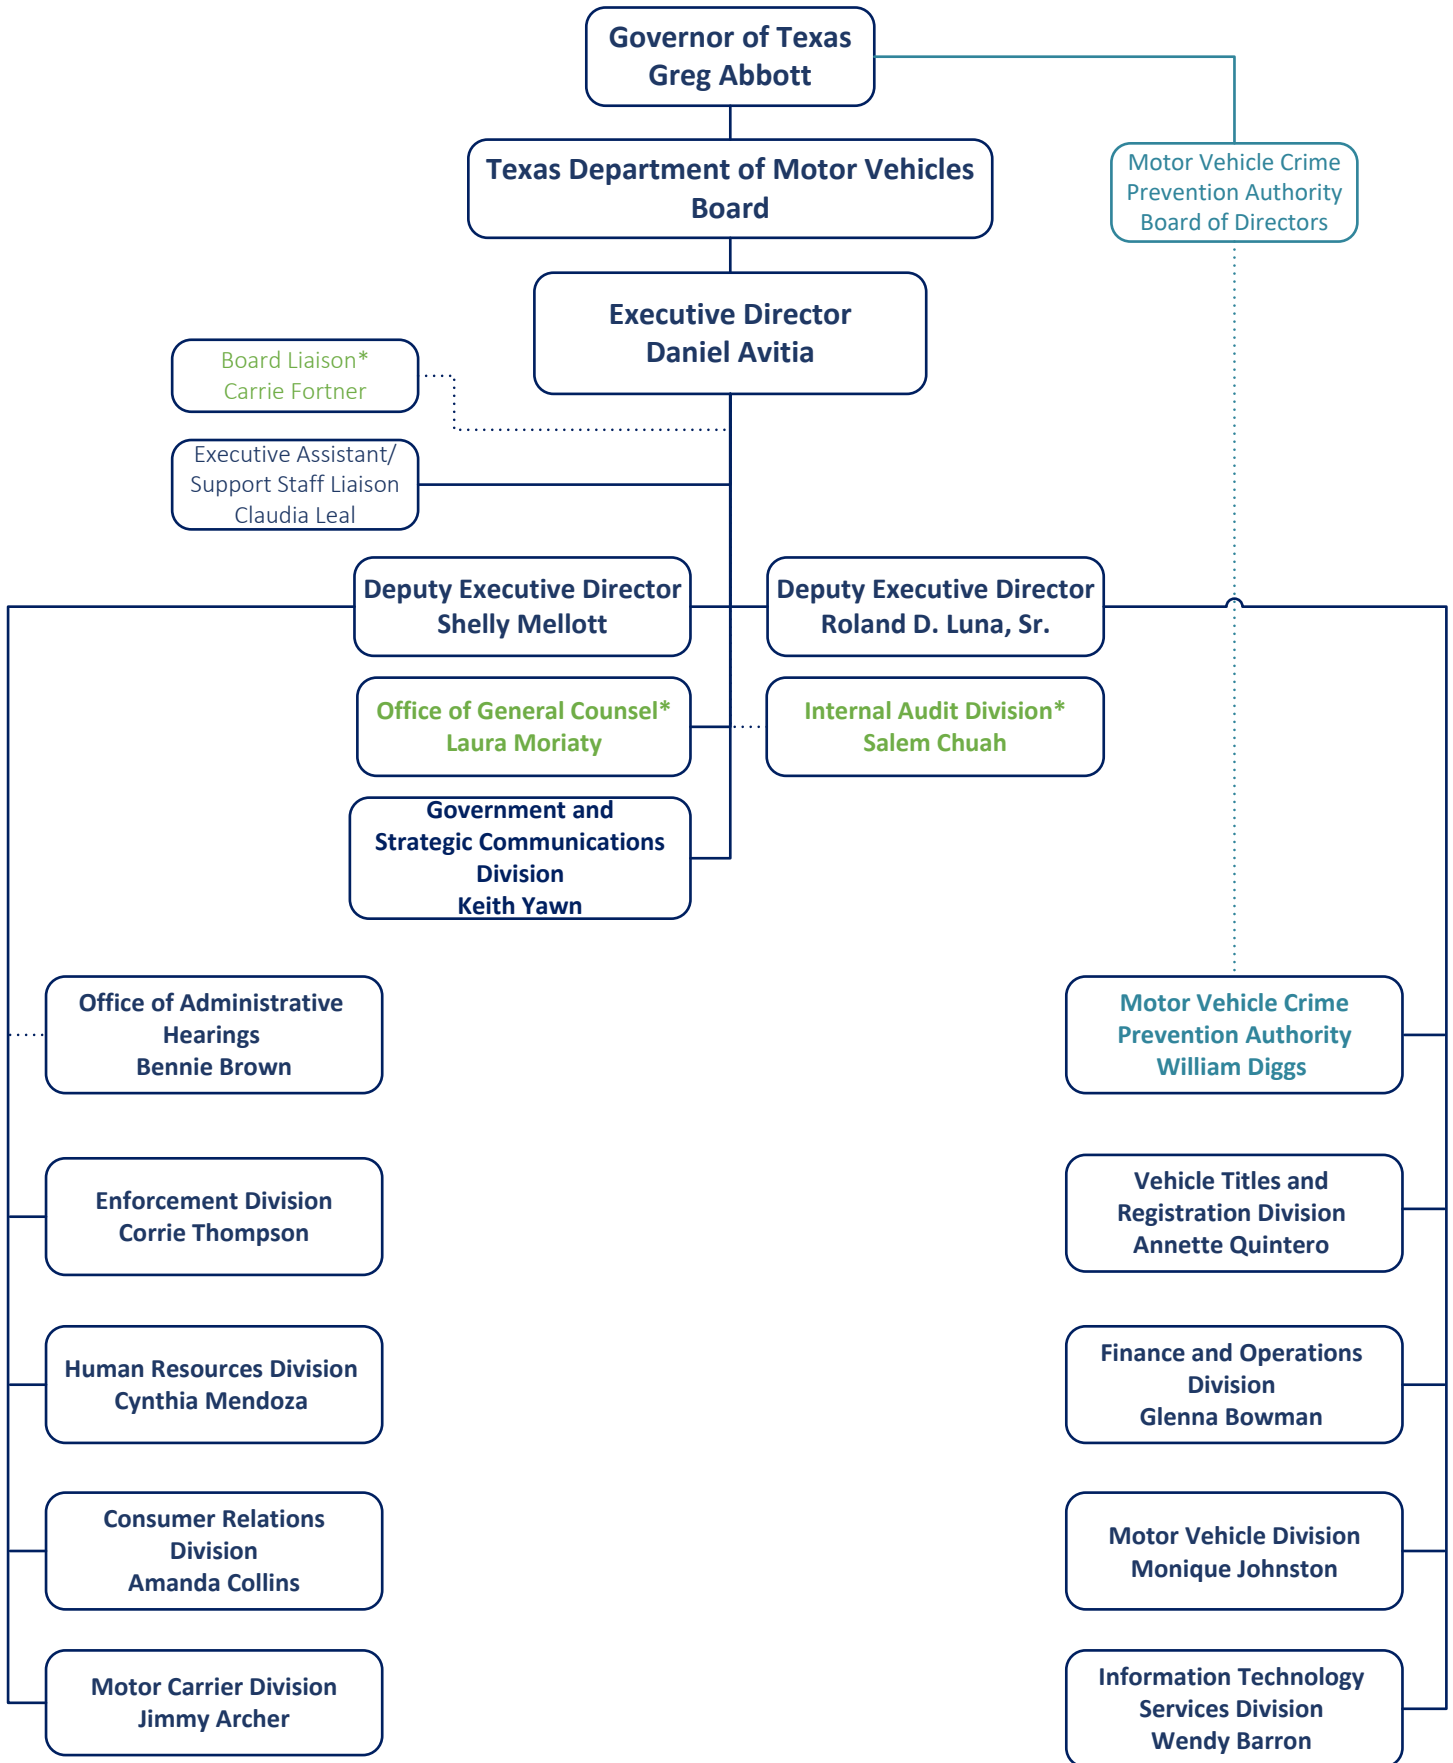 Governor of Texas
Greg Abbott
Texas Department of Motor Vehicles
Board
Motor Vehicle Crime
Prevention Authority
Board of Directors
Executive Director
Daniel Avitia
Board Liaison*
Carrie Fortner
Executive Assistant/
Support Staff Liaison
Claudia Leal
Deputy Executive Director
Shelly Mellott
Deputy Executive Director
Roland D. Luna, Sr.
Office of General Counsel*
Laura Moriaty
Internal Audit Division*
Salem Chuah
Government and
Strategic Communications
Division
Keith Yawn
Office of Administrative
Hearings
Bennie Brown
Motor Vehicle Crime
Prevention Authority
William Diggs
Enforcement Division
Corrie Thompson
Vehicle Titles and
Registration Division
Annette Quintero
Human Resources Division
Cynthia Mendoza
Finance and Operations
Division
Glenna Bowman
Consumer Relations
Division
Amanda Collins
Motor Vehicle Division
Monique Johnston
Motor Carrier Division
Jimmy Archer
Information Technology
Services Division
Wendy Barron